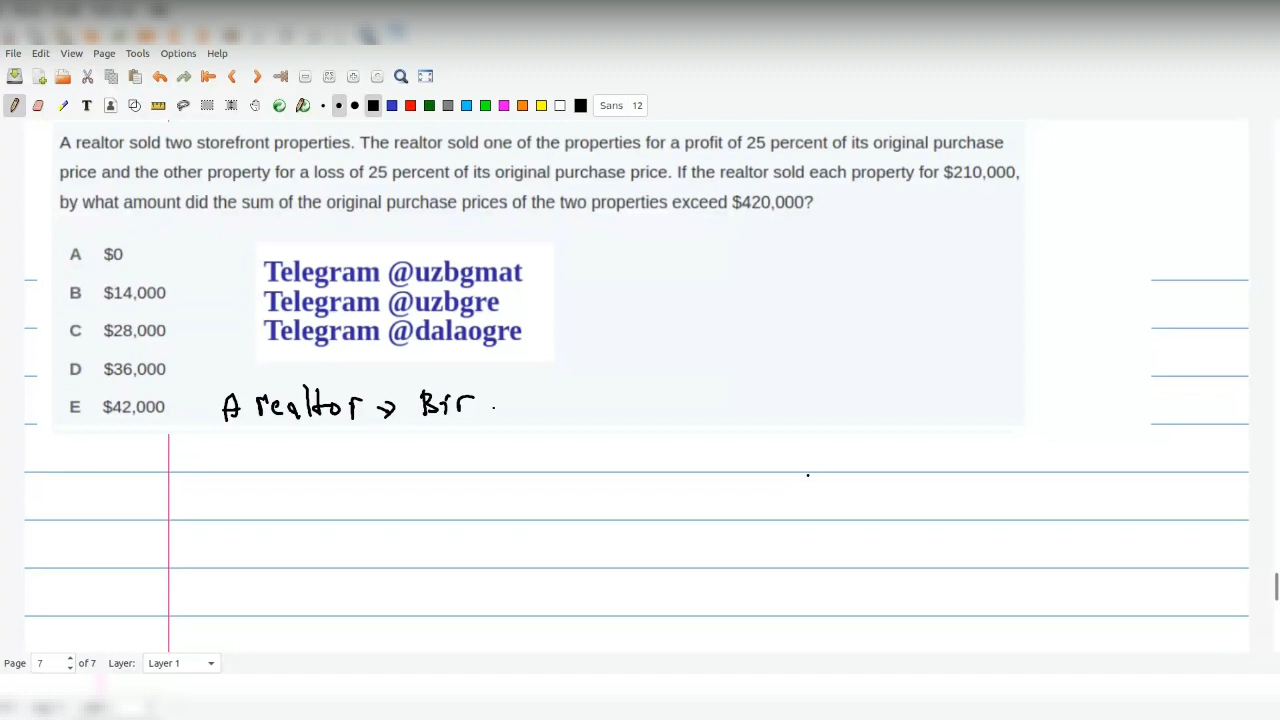 File Edit View Page Tools Options Help
T Sans 12
A realtor sold two storefront properties. The realtor sold one of the properties for a profit of 25 percent of its original purchase
price and the other property for a loss of 25 percent of its original purchase price. If the realtor sold each property for $210,000,
by what amount did the sum of the original purchase prices of the two properties exceed $420,000?
A $0
B $14,000
C $28,000
D $36,000
E $42,000
Telegram @uzbgmat
Telegram @uzbgre
Telegram @dalaogre
A realtor → Bir
Page 7 of 7 Layer: Layer 1